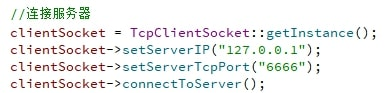 //连接服务器
clientSocket = TcpClientSocket::getInstance();
clientSocket->setServerIP("127.0.0.1");
clientSocket->setServerTcpPort("6666");
clientSocket->connectToServer();